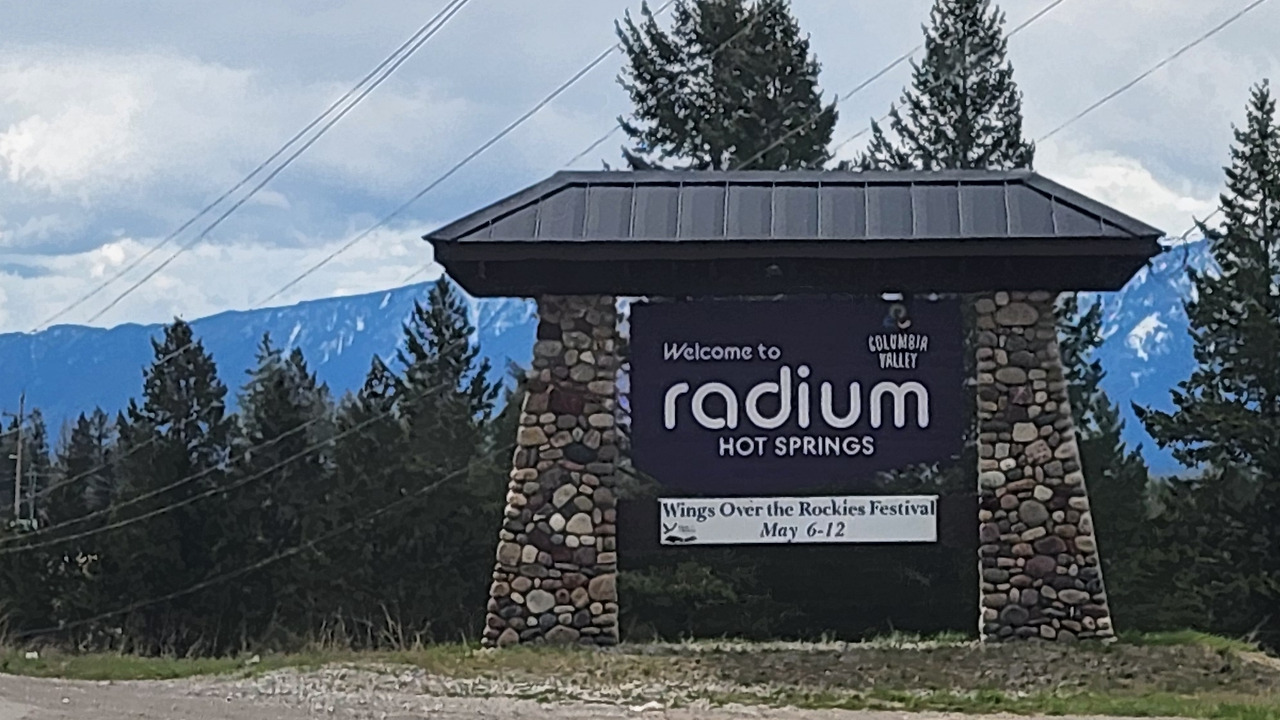 Welcome to
COLUMBIA
VALLEY
radium
HOT SPRINGS
Wings Over the Rockies Festival
May 6-12